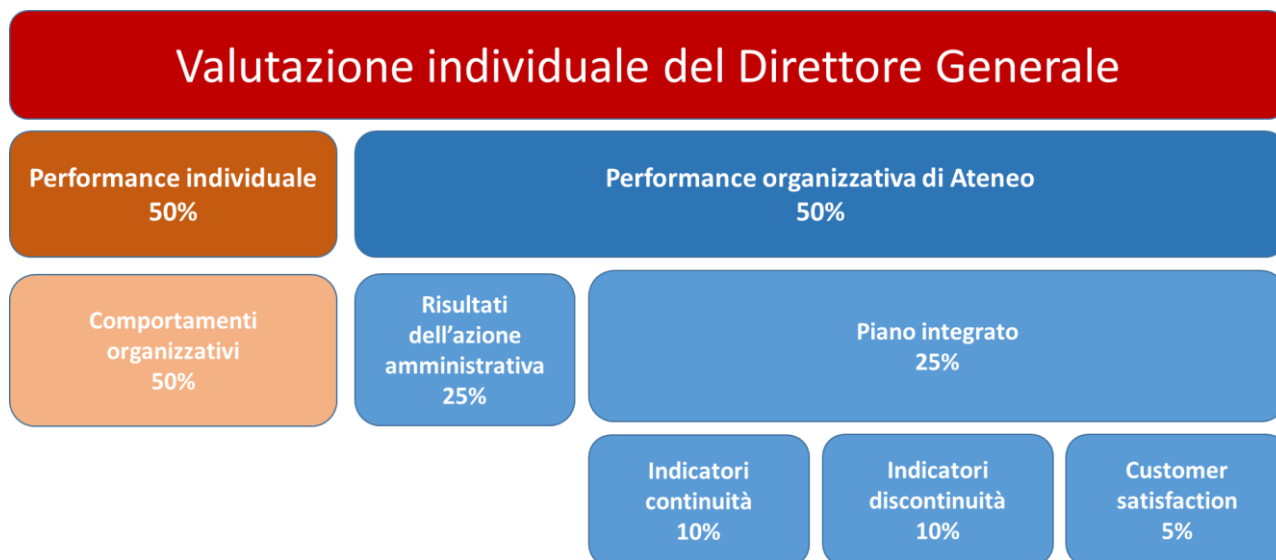 Valutazione individuale del Direttore Generale
Performance individuale
50%
Performance organizzativa di Ateneo
50%
Comportamenti
organizzativi
50%
Risultati
dell’azione
amministrativa
25%
Piano integrato
25%
Indicatori
continuità
10%
Indicatori
discontinuità
10%
Customer
satisfaction
5%